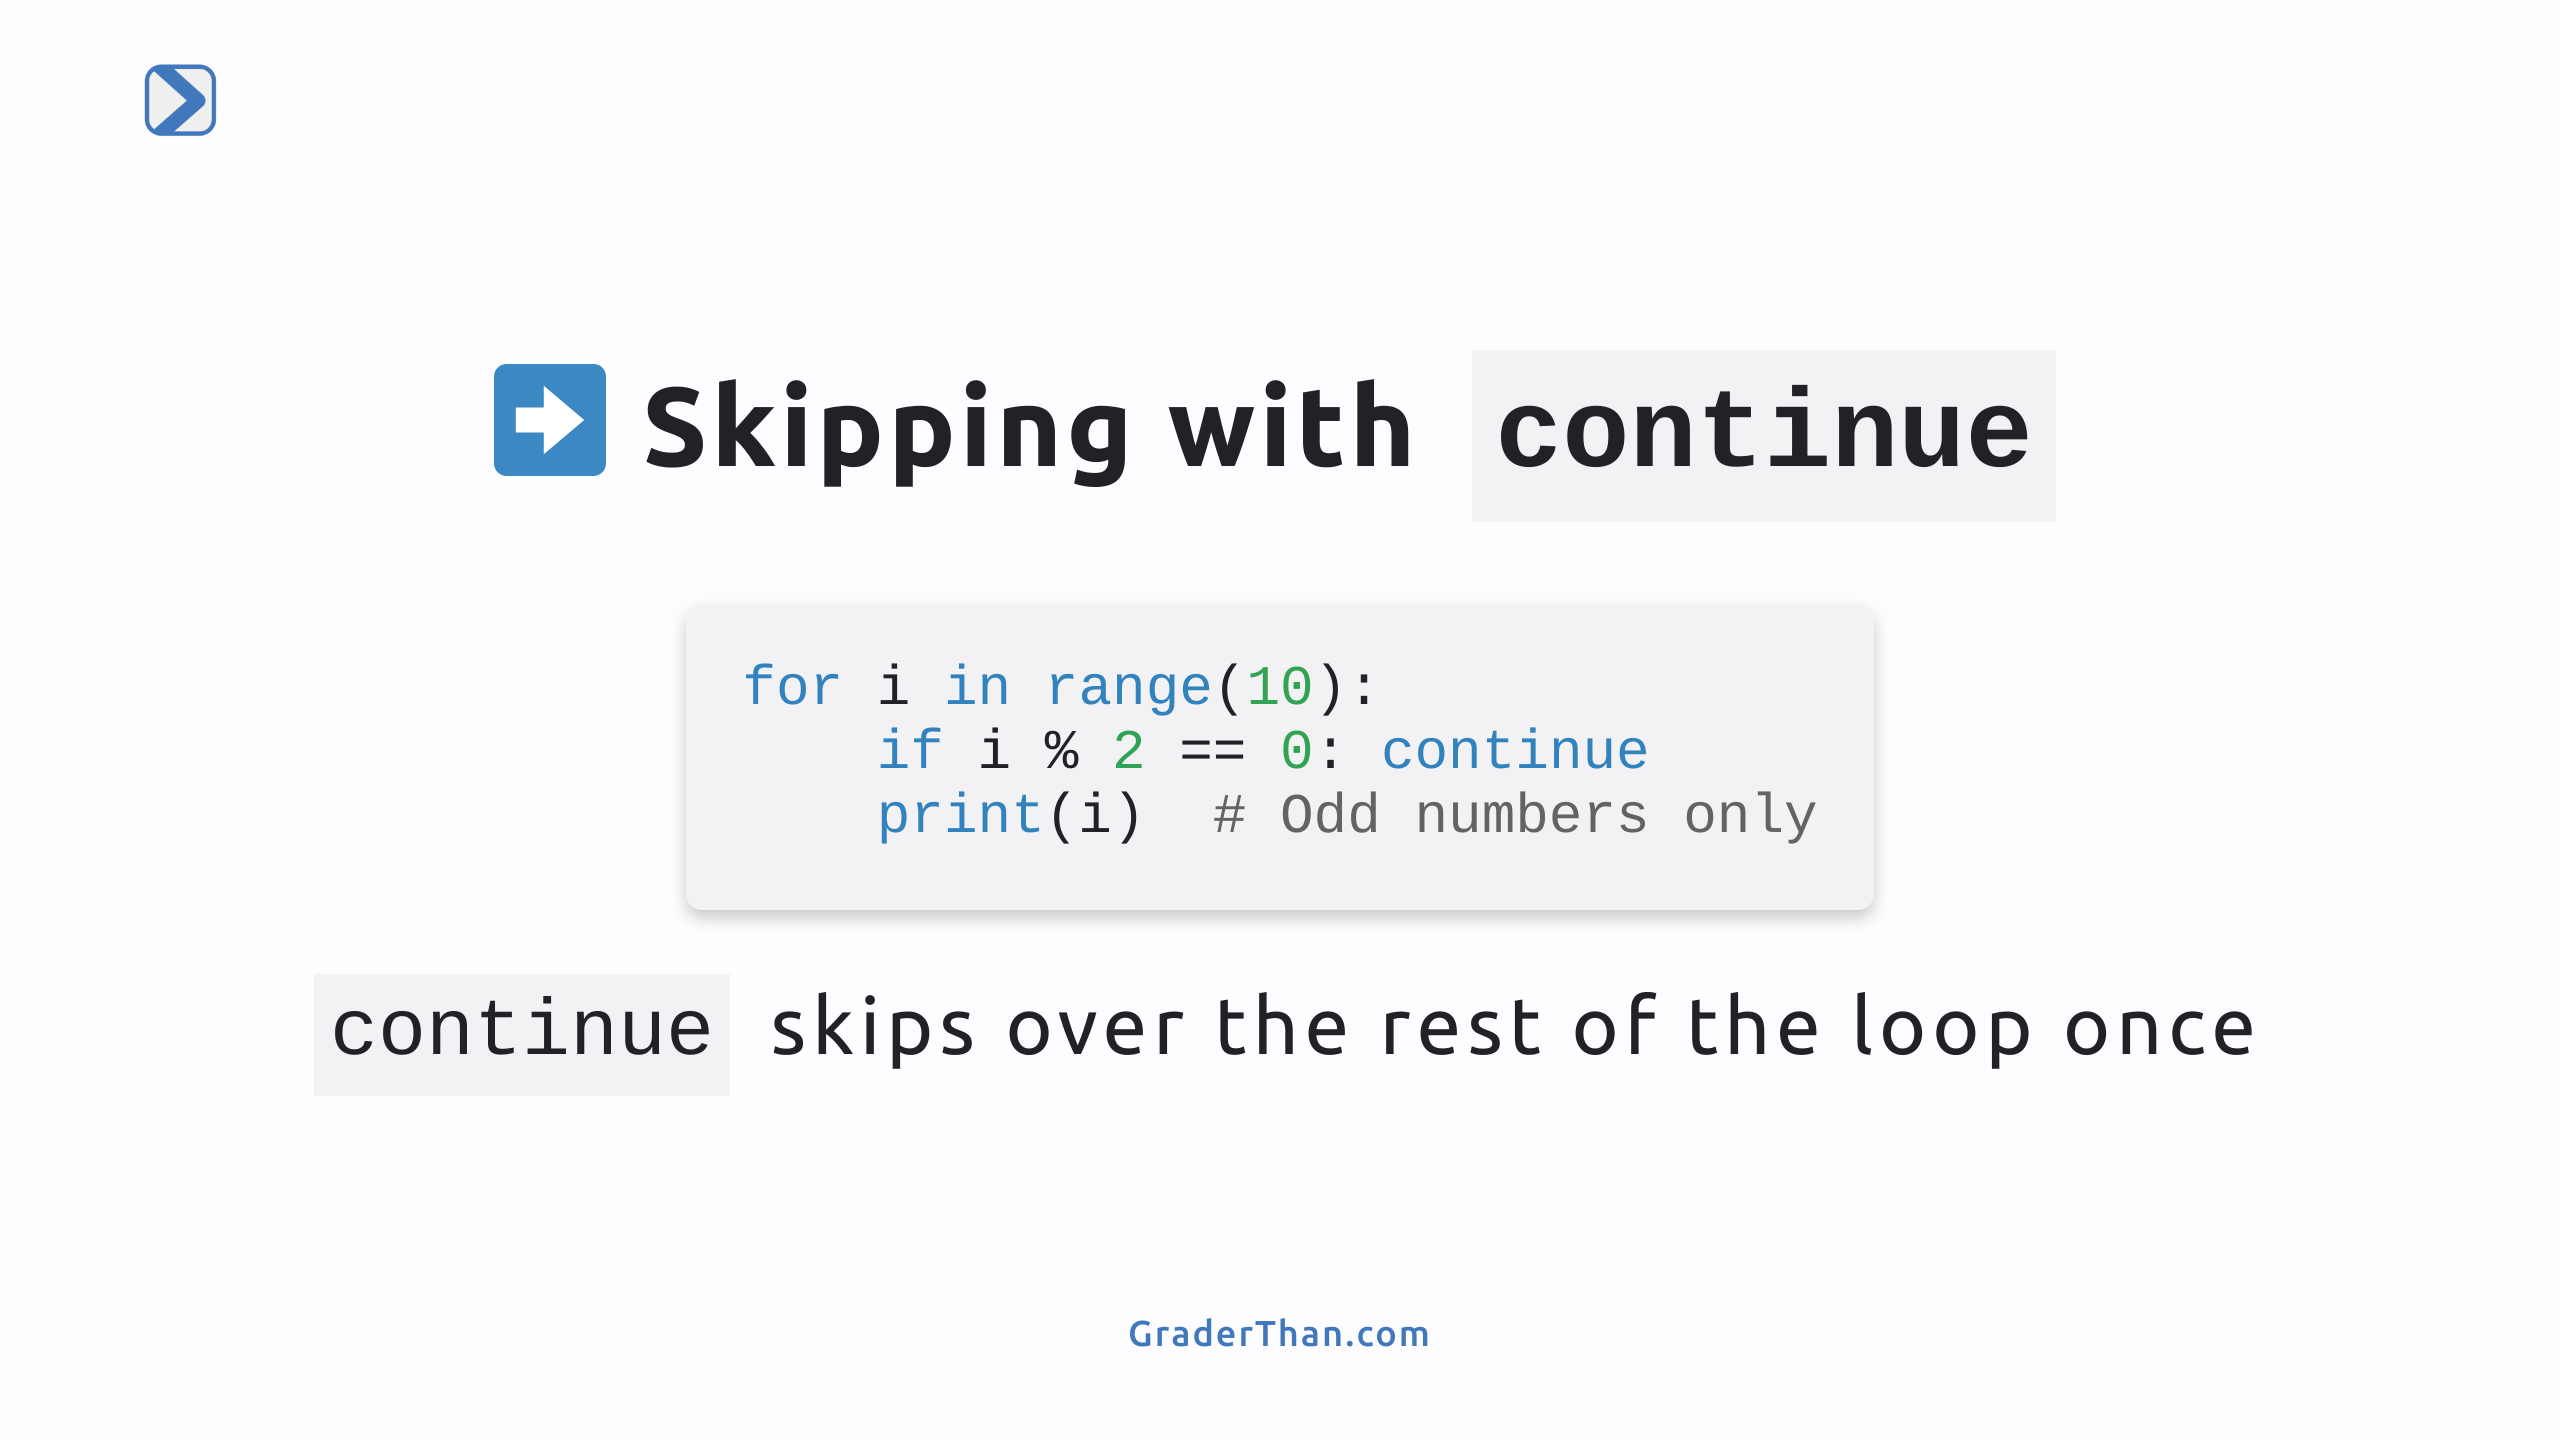 ➡️ Skipping with continue
for i in range(10):
    if i % 2 == 0: continue
    print(i)  # Odd numbers only
continue skips over the rest of the loop once
GraderThan.com